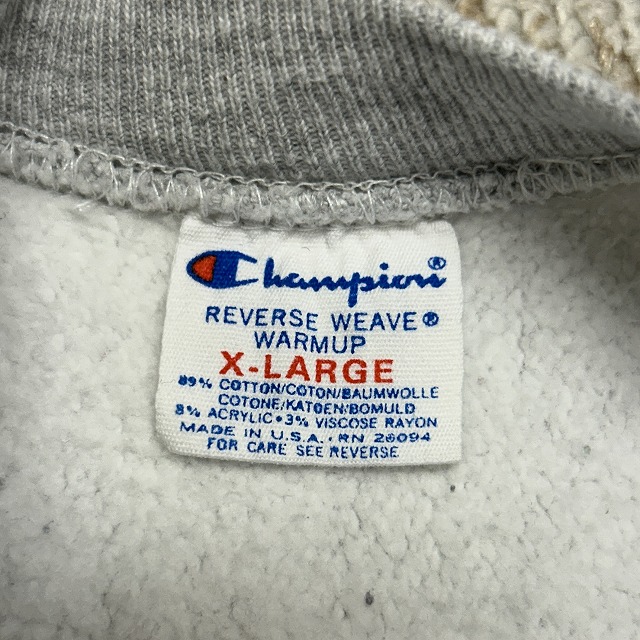 Champion®
REVERSE WEAVE®
WARMUP
X-LARGE
89% COTTON/COTON/BAUMWOLLE
COTONE/KATOEN/BOMULD
8% ACRYLIC•3% VISCOSE RAYON
MADE IN U.S.A.•RN 26094
FOR CARE SEE REVERSE